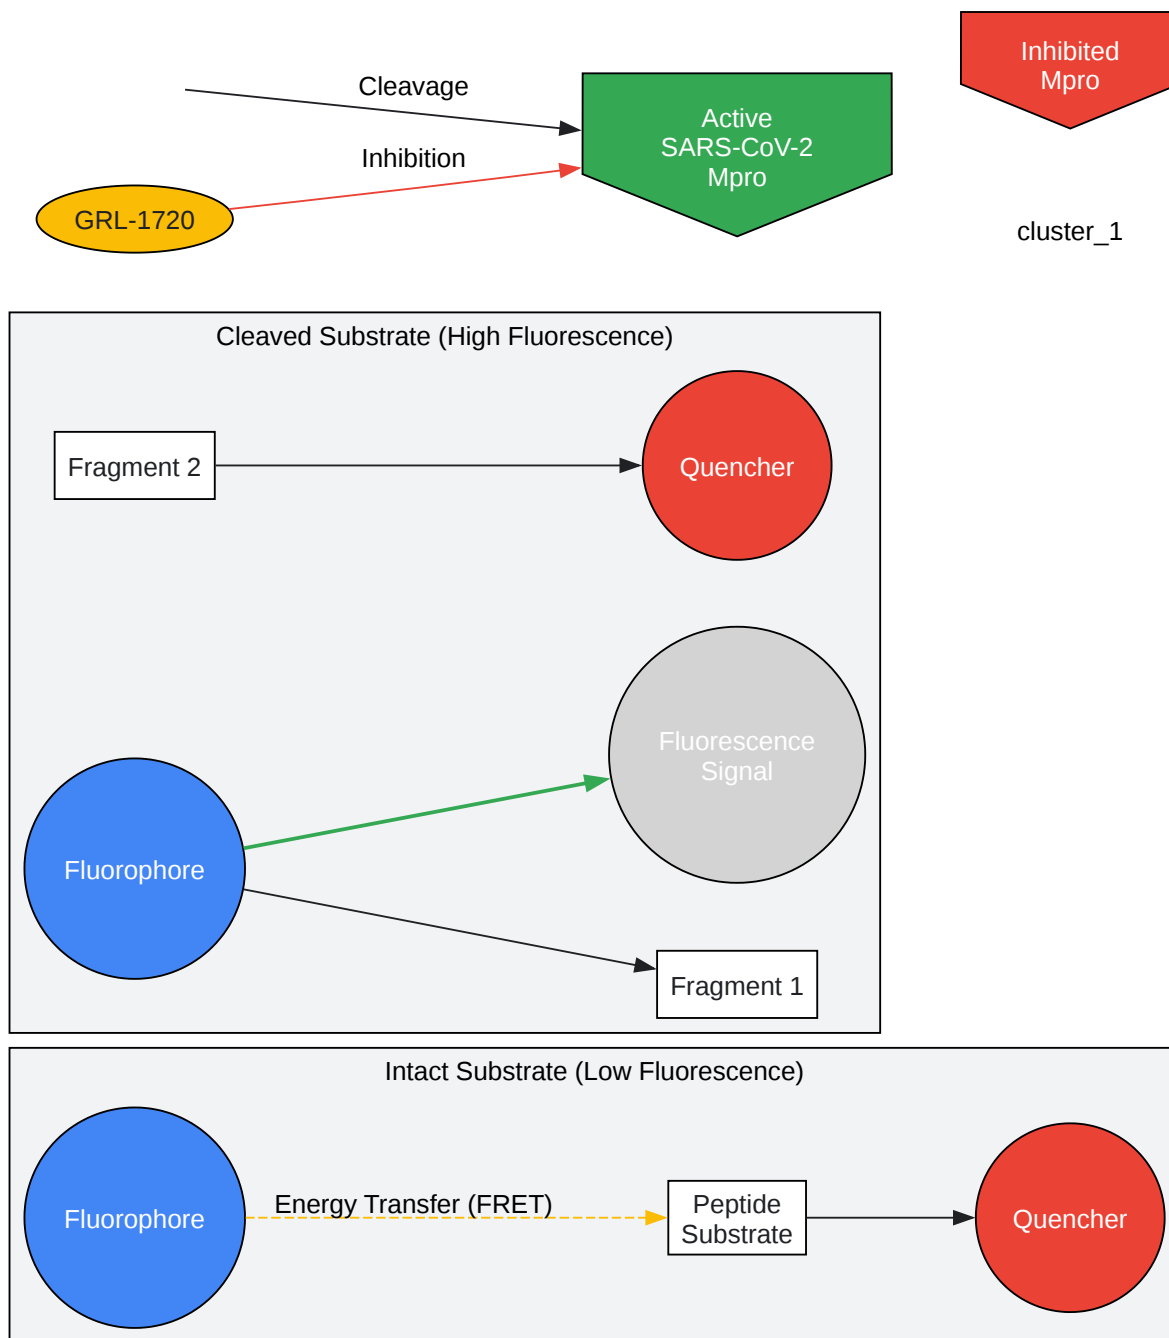 Cleavage
Inhibition
GRL-1720
Active
SARS-CoV-2
Mpro
Inhibited
Mpro
cluster_1
Cleaved Substrate (High Fluorescence)
Fragment 2
Quencher
Fluorescence
Signal
Fluorophore
Fragment 1
Intact Substrate (Low Fluorescence)
Fluorophore
Energy Transfer (FRET)
Peptide
Substrate
Quencher